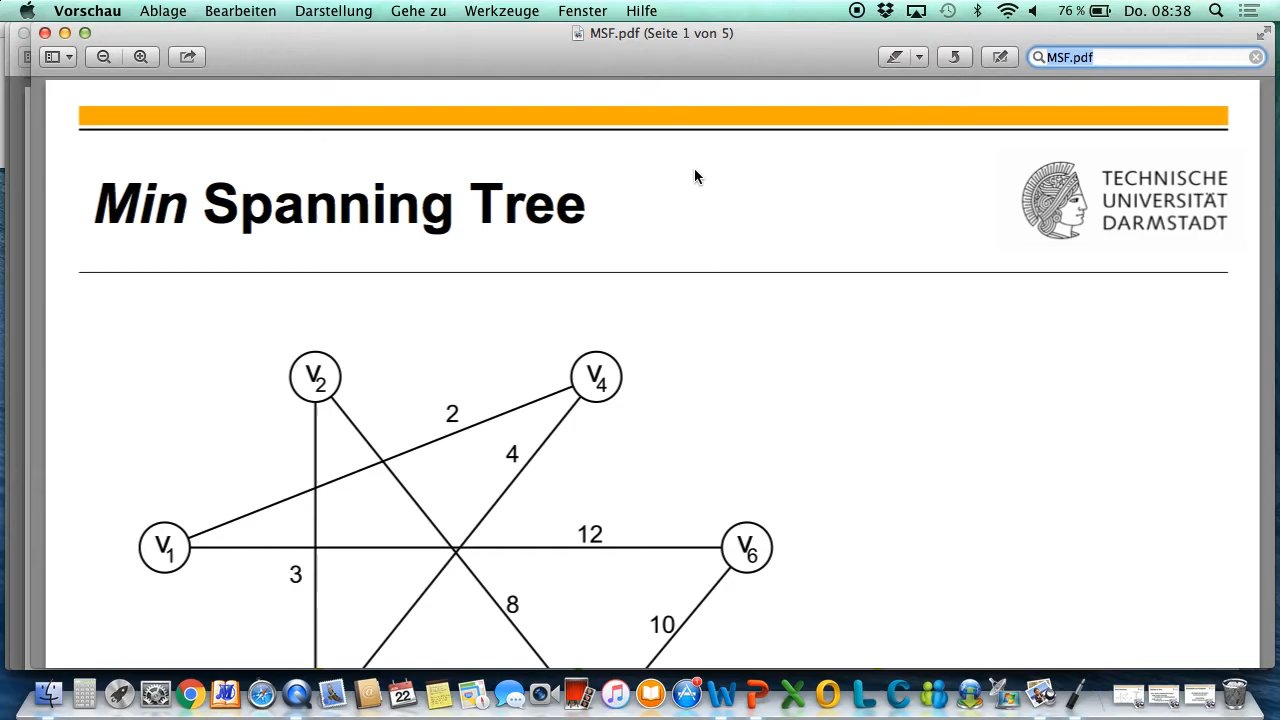 Vorschau Ablage Bearbeiten Darstellung Gehe zu Werkzeuge Fenster Hilfe 76 % Do. 08:38
MSF.pdf (Seite 1 von 5)
MSF.pdf
Min Spanning Tree
TECHNISCHE
UNIVERSITÄT
DARMSTADT
V2
V4
2
4
12
V1
V6
3
8
10
22
1